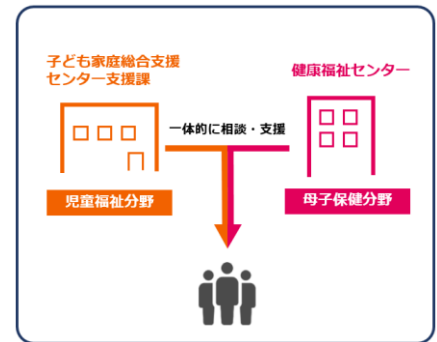 子ども家庭総合支援
センター支援課
健康福祉センター
一体的に相談・支援
児童福祉分野
母子保健分野